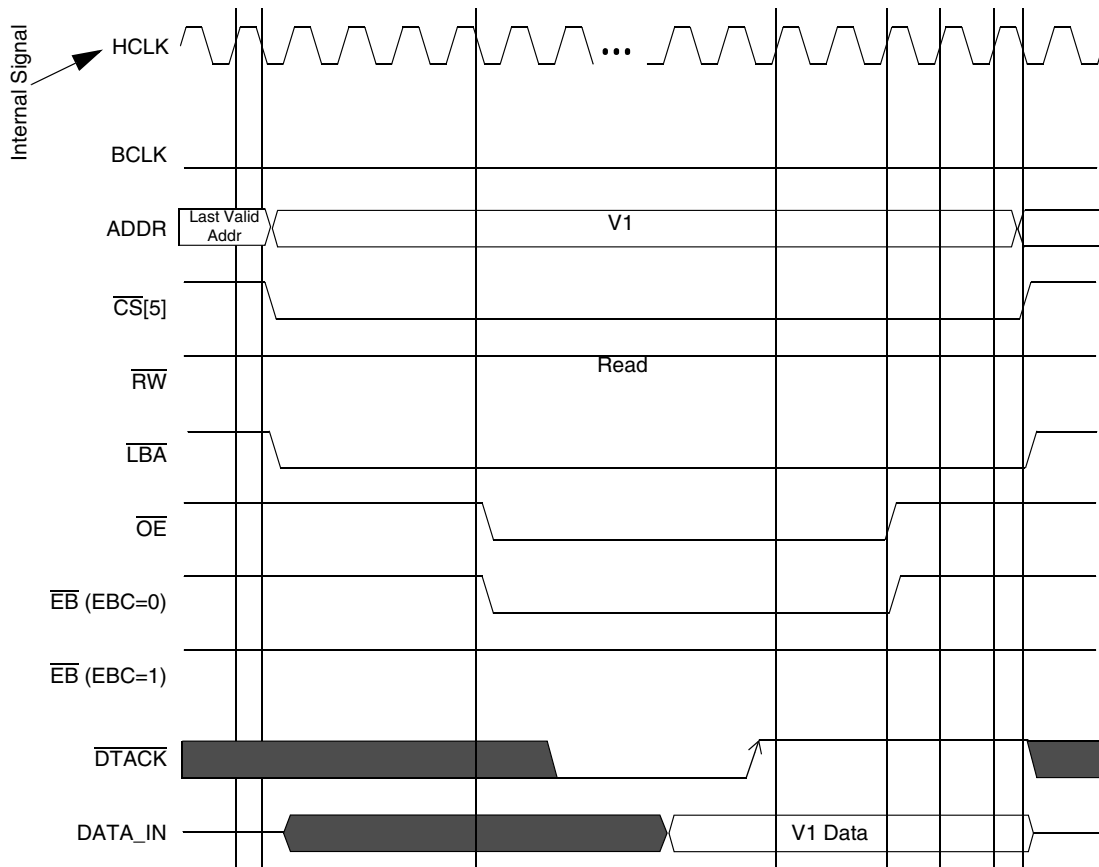 Internal Signal
HCLK
...
BCLK
ADDR
Last Valid
Addr
V1
CS[5]
RW
Read
LBA
OE
EB (EBC=0)
EB (EBC=1)
DTACK
DATA_IN
V1 Data